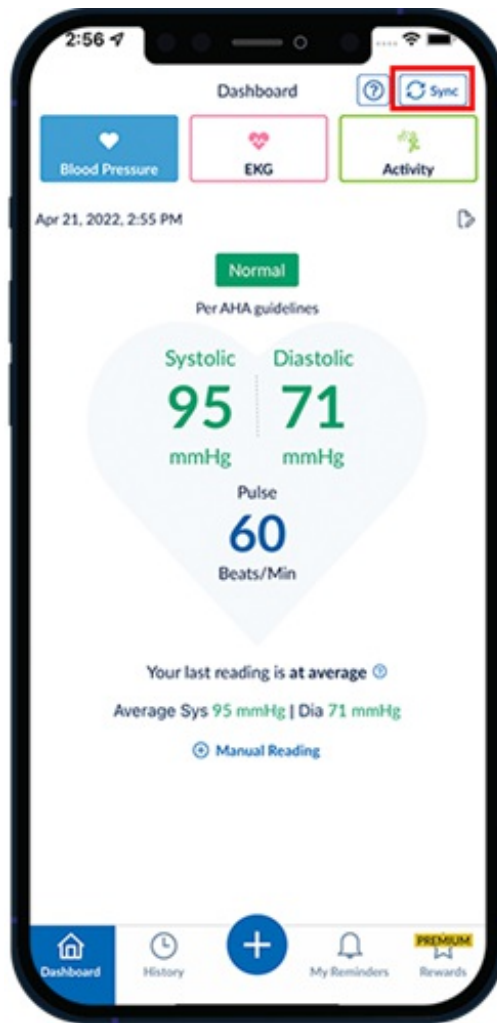 2:56
Dashboard
Sync
Blood Pressure
EKG
Activity
Apr 21, 2022, 2:55 PM
Normal
Per AHA guidelines
Systolic Diastolic
95 71
mmHg mmHg
Pulse
60
Beats/Min
Your last reading is at average
Average Sys 95 mmHg | Dia 71 mmHg
Manual Reading
PREMIUM
Dashboard
History
My Reminders
Rewards